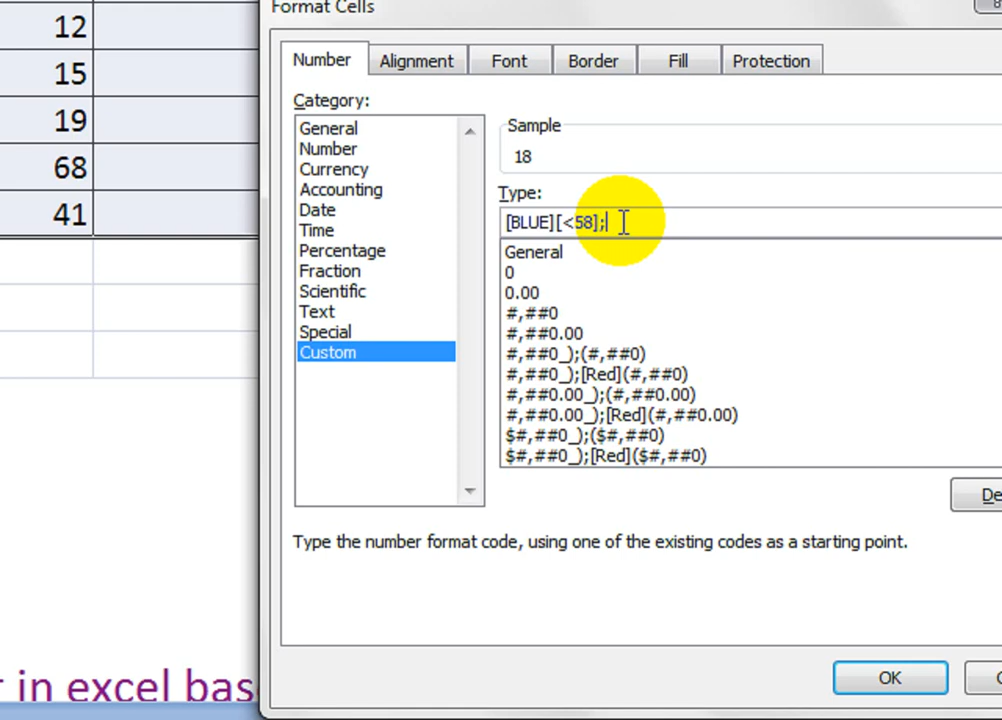 Format Cells
12
15
19
68
41
Number Alignment Font Border Fill Protection
Category:
General
Number
Currency
Accounting
Date
Time
Percentage
Fraction
Scientific
Text
Special
Custom
Sample
18
Type:
[BLUE][<58];
General
0
0.00
#,##0
#,##0.00
#,##0_);(#,##0)
#,##0_);[Red](#,##0)
#,##0.00_);(#,##0.00)
#,##0.00_);[Red](#,##0.00)
$#,##0_);($#,##0)
$#,##0_);[Red]($#,##0)
De
Type the number format code, using one of the existing codes as a starting point.
OK
r in excel bas